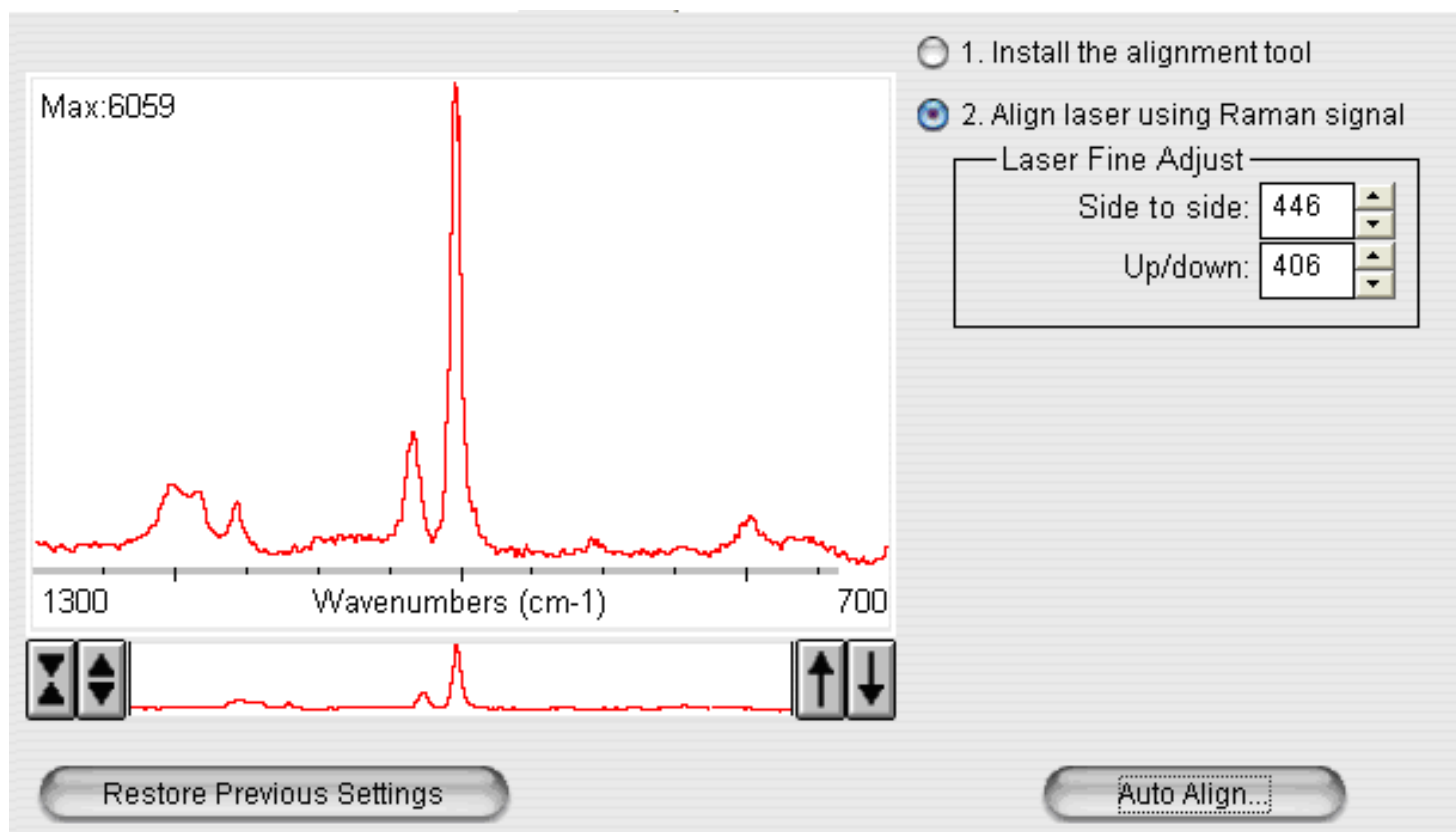 Max:6059
1300 Wavenumbers (cm-1) 700
Restore Previous Settings
1. Install the alignment tool
2. Align laser using Raman signal
Laser Fine Adjust
Side to side: 446
Up/down: 406
Auto Align...